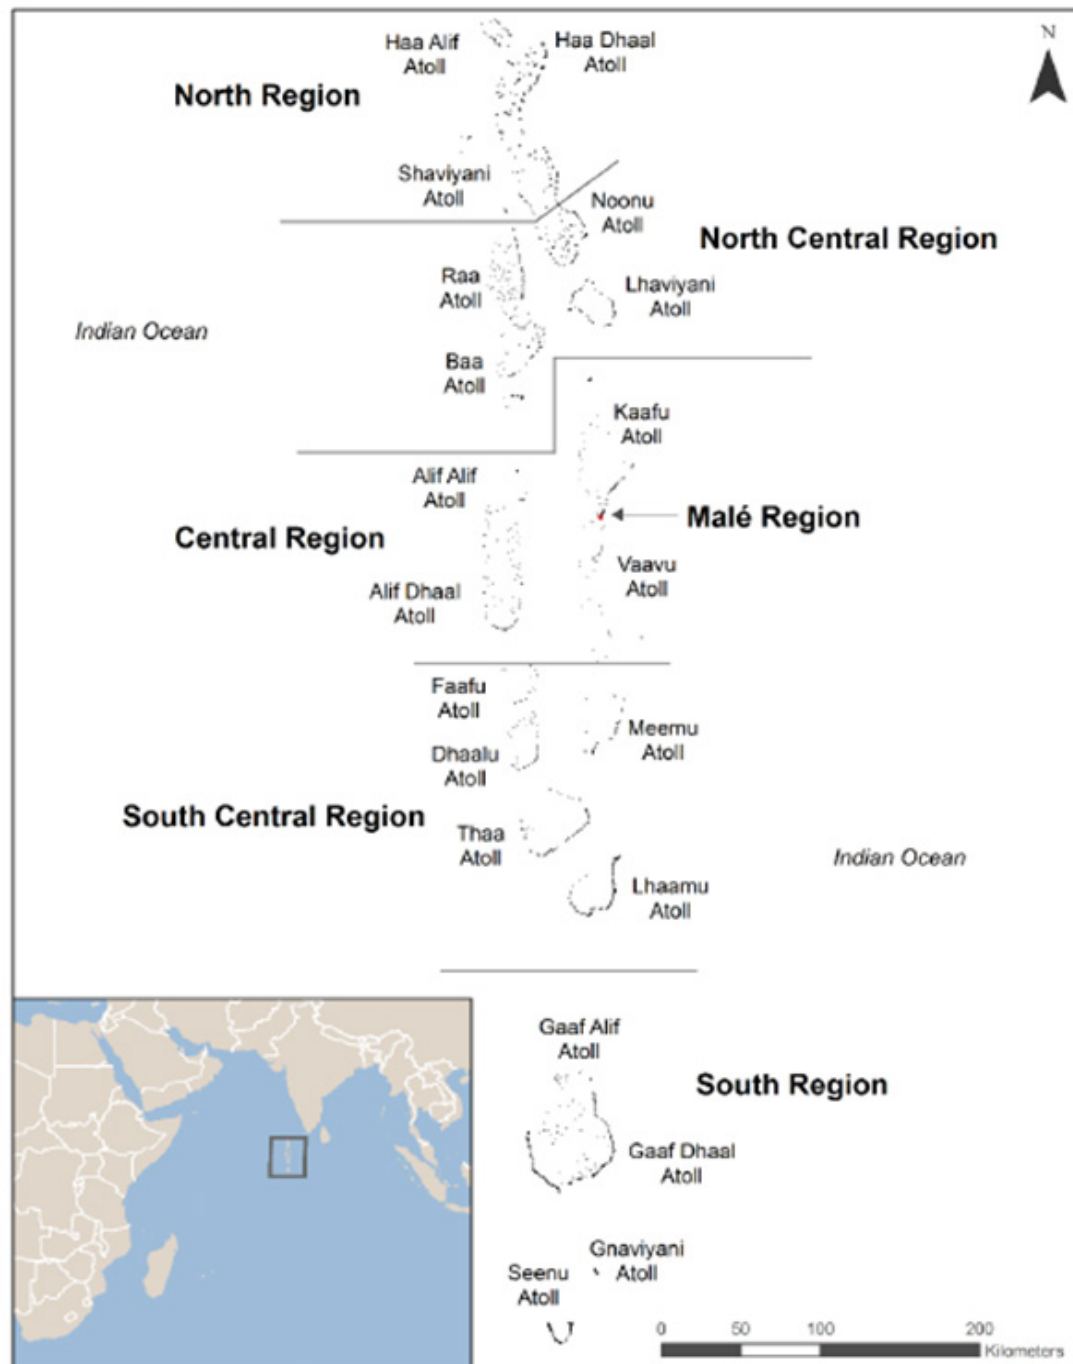 N
Haa Alif
Atoll
Haa Dhaal
Atoll
North Region
Shaviyani
Atoll
Noonu
Atoll
North Central Region
Raa
Atoll
Lhaviyani
Atoll
Indian Ocean
Baa
Atoll
Kaafu
Atoll
Alif Alif
Atoll
Malé Region
Central Region
Vaavu
Atoll
Alif Dhaal
Atoll
Faafu
Atoll
Meemu
Atoll
Dhaalu
Atoll
South Central Region
Thaa
Atoll
Indian Ocean
Lhaamu
Atoll
Gaaf Alif
Atoll
South Region
Gaaf Dhaal
Atoll
Gnaviyani
Atoll
Seenu
Atoll
0 50 100 200
Kilometers